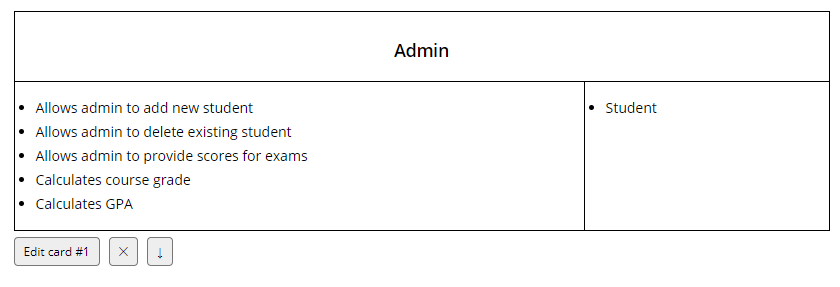 Admin
Allows admin to add new student
Allows admin to delete existing student
Allows admin to provide scores for exams
Calculates course grade
Calculates GPA
Student
Edit card #1
×
↓